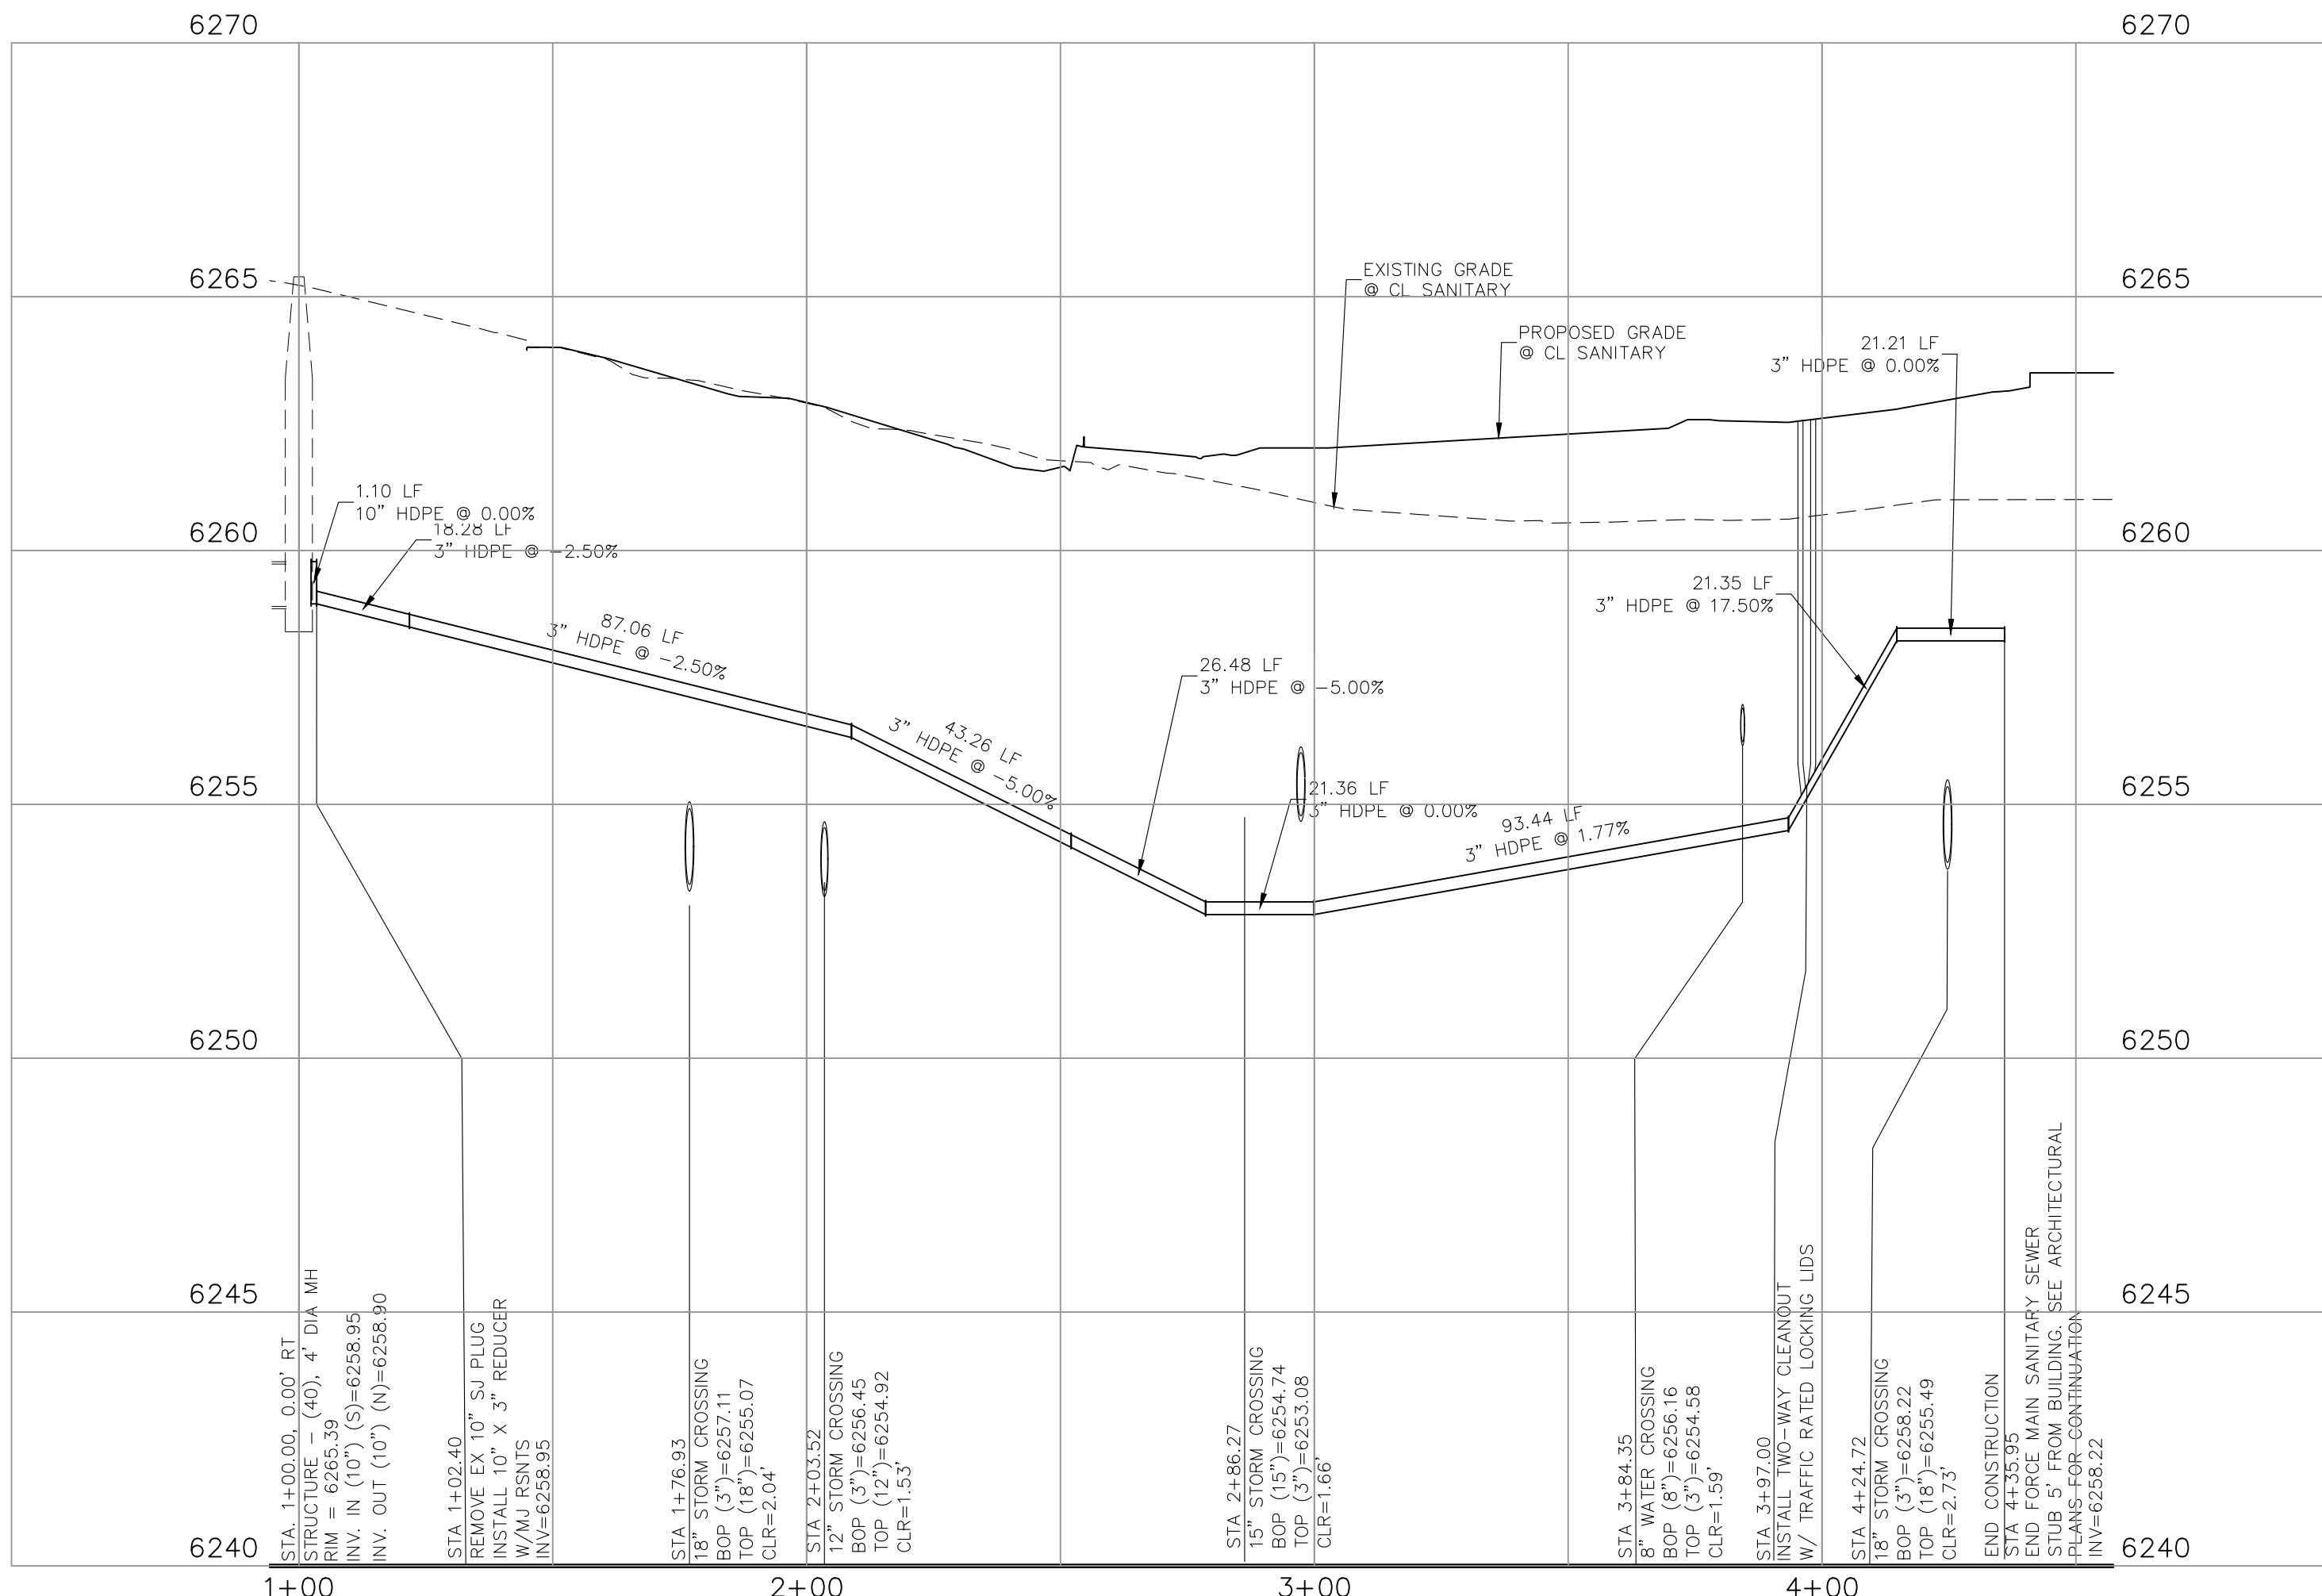 6270
6270
6265
6265
6260
6260
6255
6255
6250
6250
6245
6245
6240
6240
EXISTING GRADE
@ CL SANITARY
PROPOSED GRADE
@ CL SANITARY
21.21 LF
3" HDPE @ 0.00%
1.10 LF
10" HDPE @ 0.00%
18.28 LF
3" HDPE @ -2.50%
87.06 LF
3" HDPE @ -2.50%
43.26 LF
3" HDPE @ -5.00%
26.48 LF
3" HDPE @ -5.00%
21.36 LF
3" HDPE @ 0.00%
93.44 LF
3" HDPE @ 1.77%
21.35 LF
3" HDPE @ 17.50%
STA. 1+00.00, 0.00' RT
STRUCTURE - (40), 4' DIA MH
RIM = 6265.39
INV. IN (10") (S)=6258.95
INV. OUT (10") (N)=6258.90
STA 1+02.40
REMOVE EX 10" SJ PLUG
INSTALL 10" X 3" REDUCER
W/MJ RSNTS
INV=6258.95
STA 1+76.93
18" STORM CROSSING
BOP (3")=6257.11
TOP (18")=6255.07
CLR=2.04'
STA 2+03.52
12" STORM CROSSING
BOP (3")=6256.45
TOP (12")=6254.92
CLR=1.53'
STA 2+86.27
15" STORM CROSSING
BOP (15")=6254.74
TOP (3")=6253.08
CLR=1.66'
STA 3+84.35
8" WATER CROSSING
BOP (8")=6256.16
TOP (3")=6254.58
CLR=1.59'
STA 3+97.00
INSTALL TWO-WAY CLEANOUT
W/ TRAFFIC RATED LOCKING LIDS
STA 4+24.72
18" STORM CROSSING
BOP (3")=6258.22
TOP (18")=6255.49
CLR=2.73'
END CONSTRUCTION
STA 4+35.95
END FORCE MAIN SANITARY SEWER
STUB 5' FROM BUILDING. SEE ARCHITECTURAL
PLANS FOR CONTINUATION
INV=6258.22
1+00
2+00
3+00
4+00